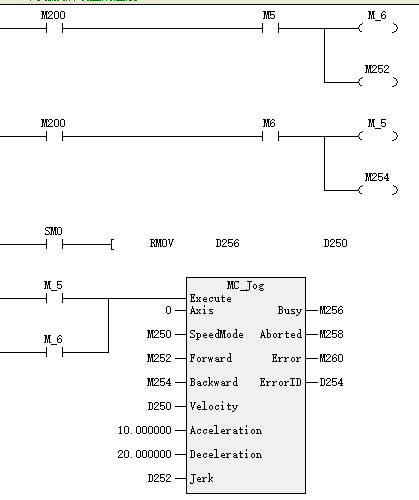 M200 M5 M_6
M252
M200 M6 M_5
M254
SM0 [ RMOV D256 D250
MC_Jog
M_5
Execute
0 Axis Busy M256
M_6
M250 SpeedMode Aborted M258
M252 Forward Error M260
M254 Backward ErrorID D254
D250 Velocity
10.000000 Acceleration
20.000000 Deceleration
D252 Jerk